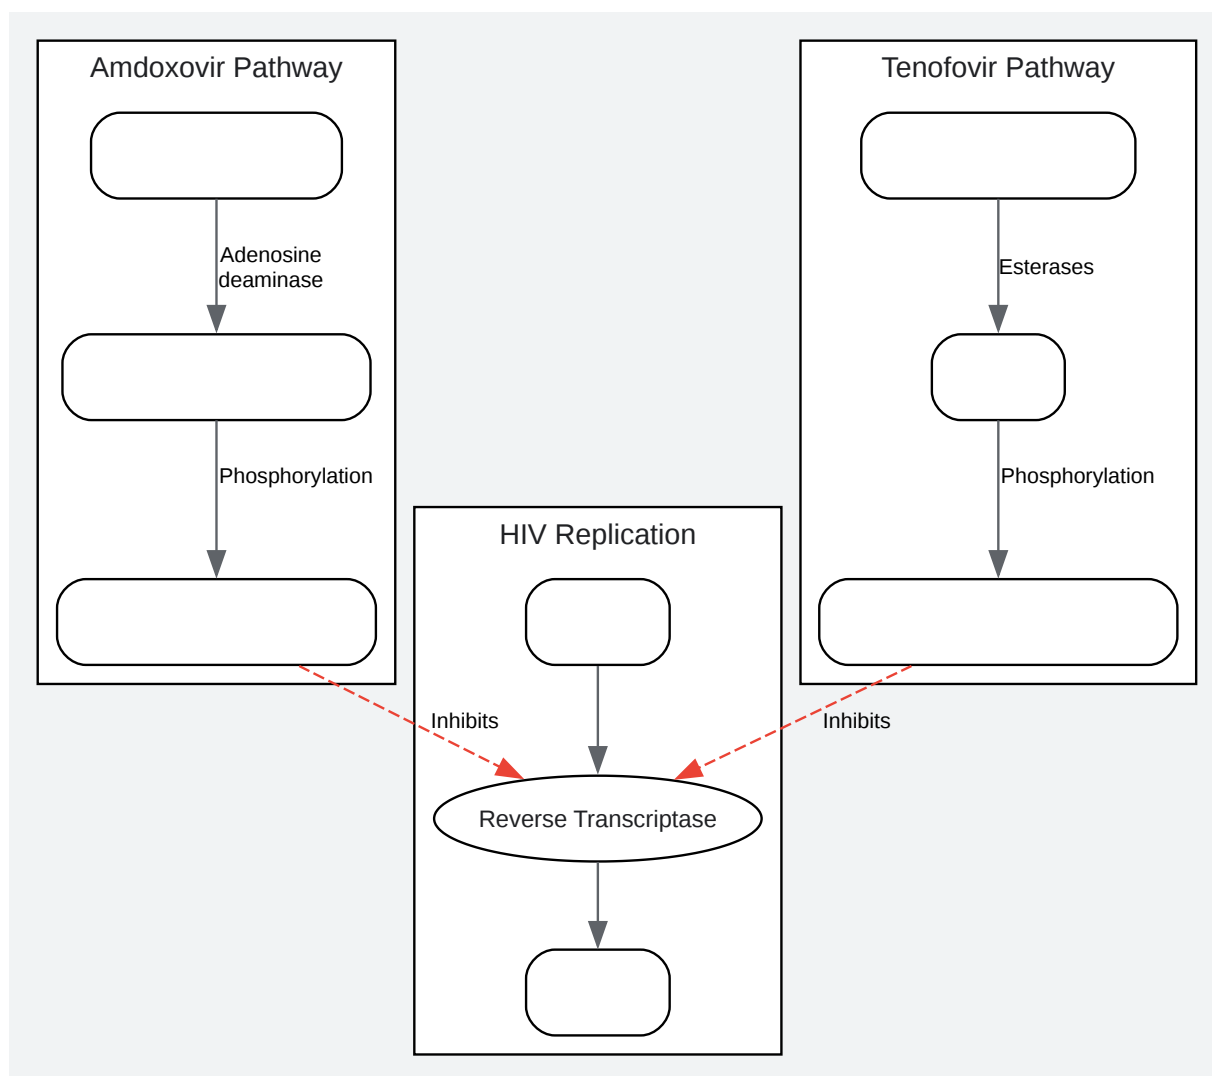 Amdoxovir Pathway
Tenofovir Pathway
Adenosine
deaminase
Esterases
Phosphorylation
Phosphorylation
HIV Replication
Inhibits
Inhibits
Reverse Transcriptase